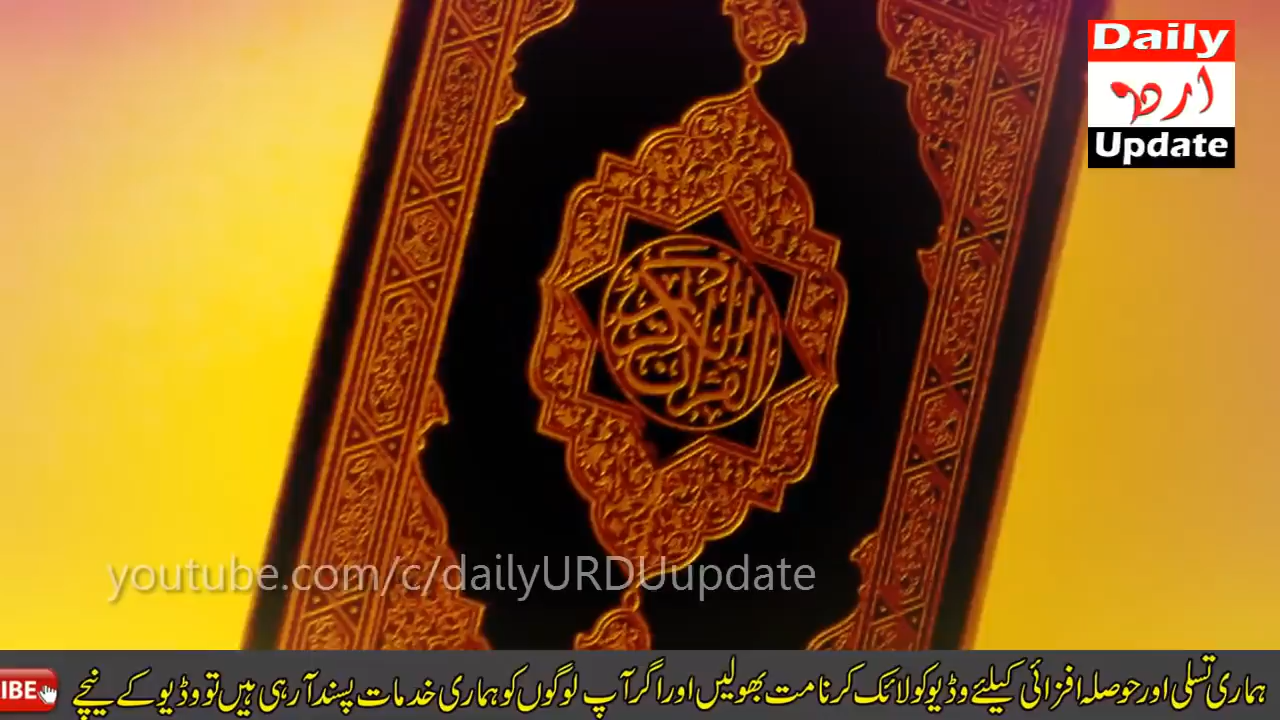 Daily
اردو
Update
القرآن الكريم
youtube.com/c/dailyURDUupdate
ہماری تسلی اور حوصلہ افزائی کیلئے وڈیو کو لائک کرنا مت بھولیں اور اگر آپ لوگوں کو ہماری خدمات پسند آرہی ہیں تو وڈیو کے نیچے
IBE